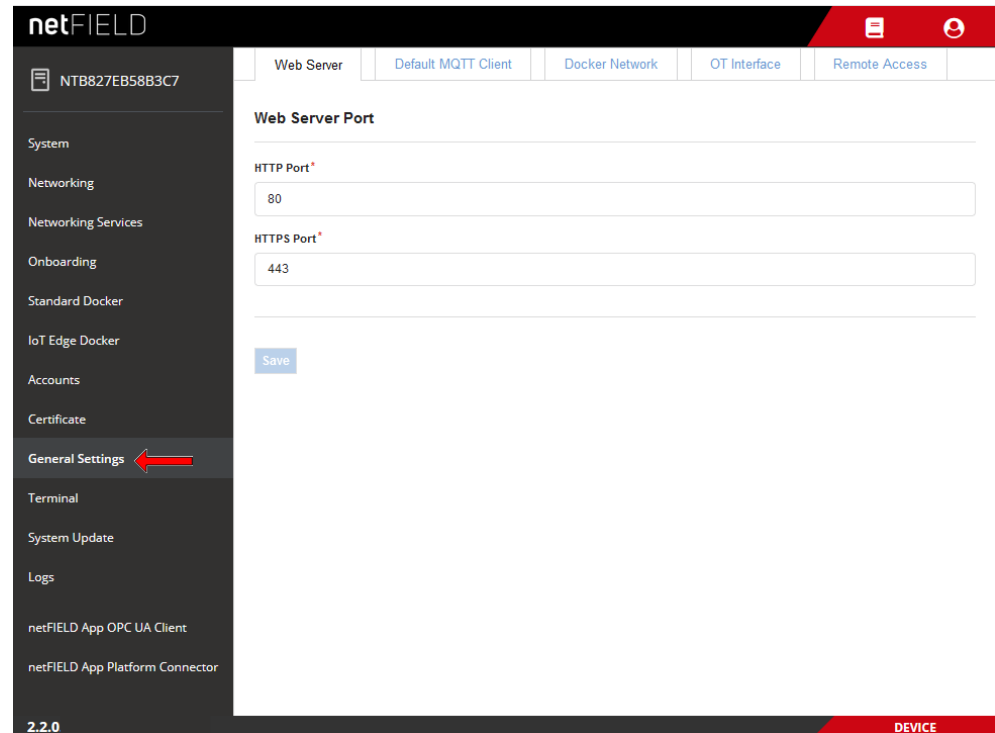 netFIELD
NTB827EB58B3C7
System
Networking
Networking Services
Onboarding
Standard Docker
IoT Edge Docker
Accounts
Certificate
General Settings
Terminal
System Update
Logs
netFIELD App OPC UA Client
netFIELD App Platform Connector
2.2.0
Web Server
Default MQTT Client
Docker Network
OT Interface
Remote Access
Web Server Port
HTTP Port*
80
HTTPS Port*
443
Save
DEVICE